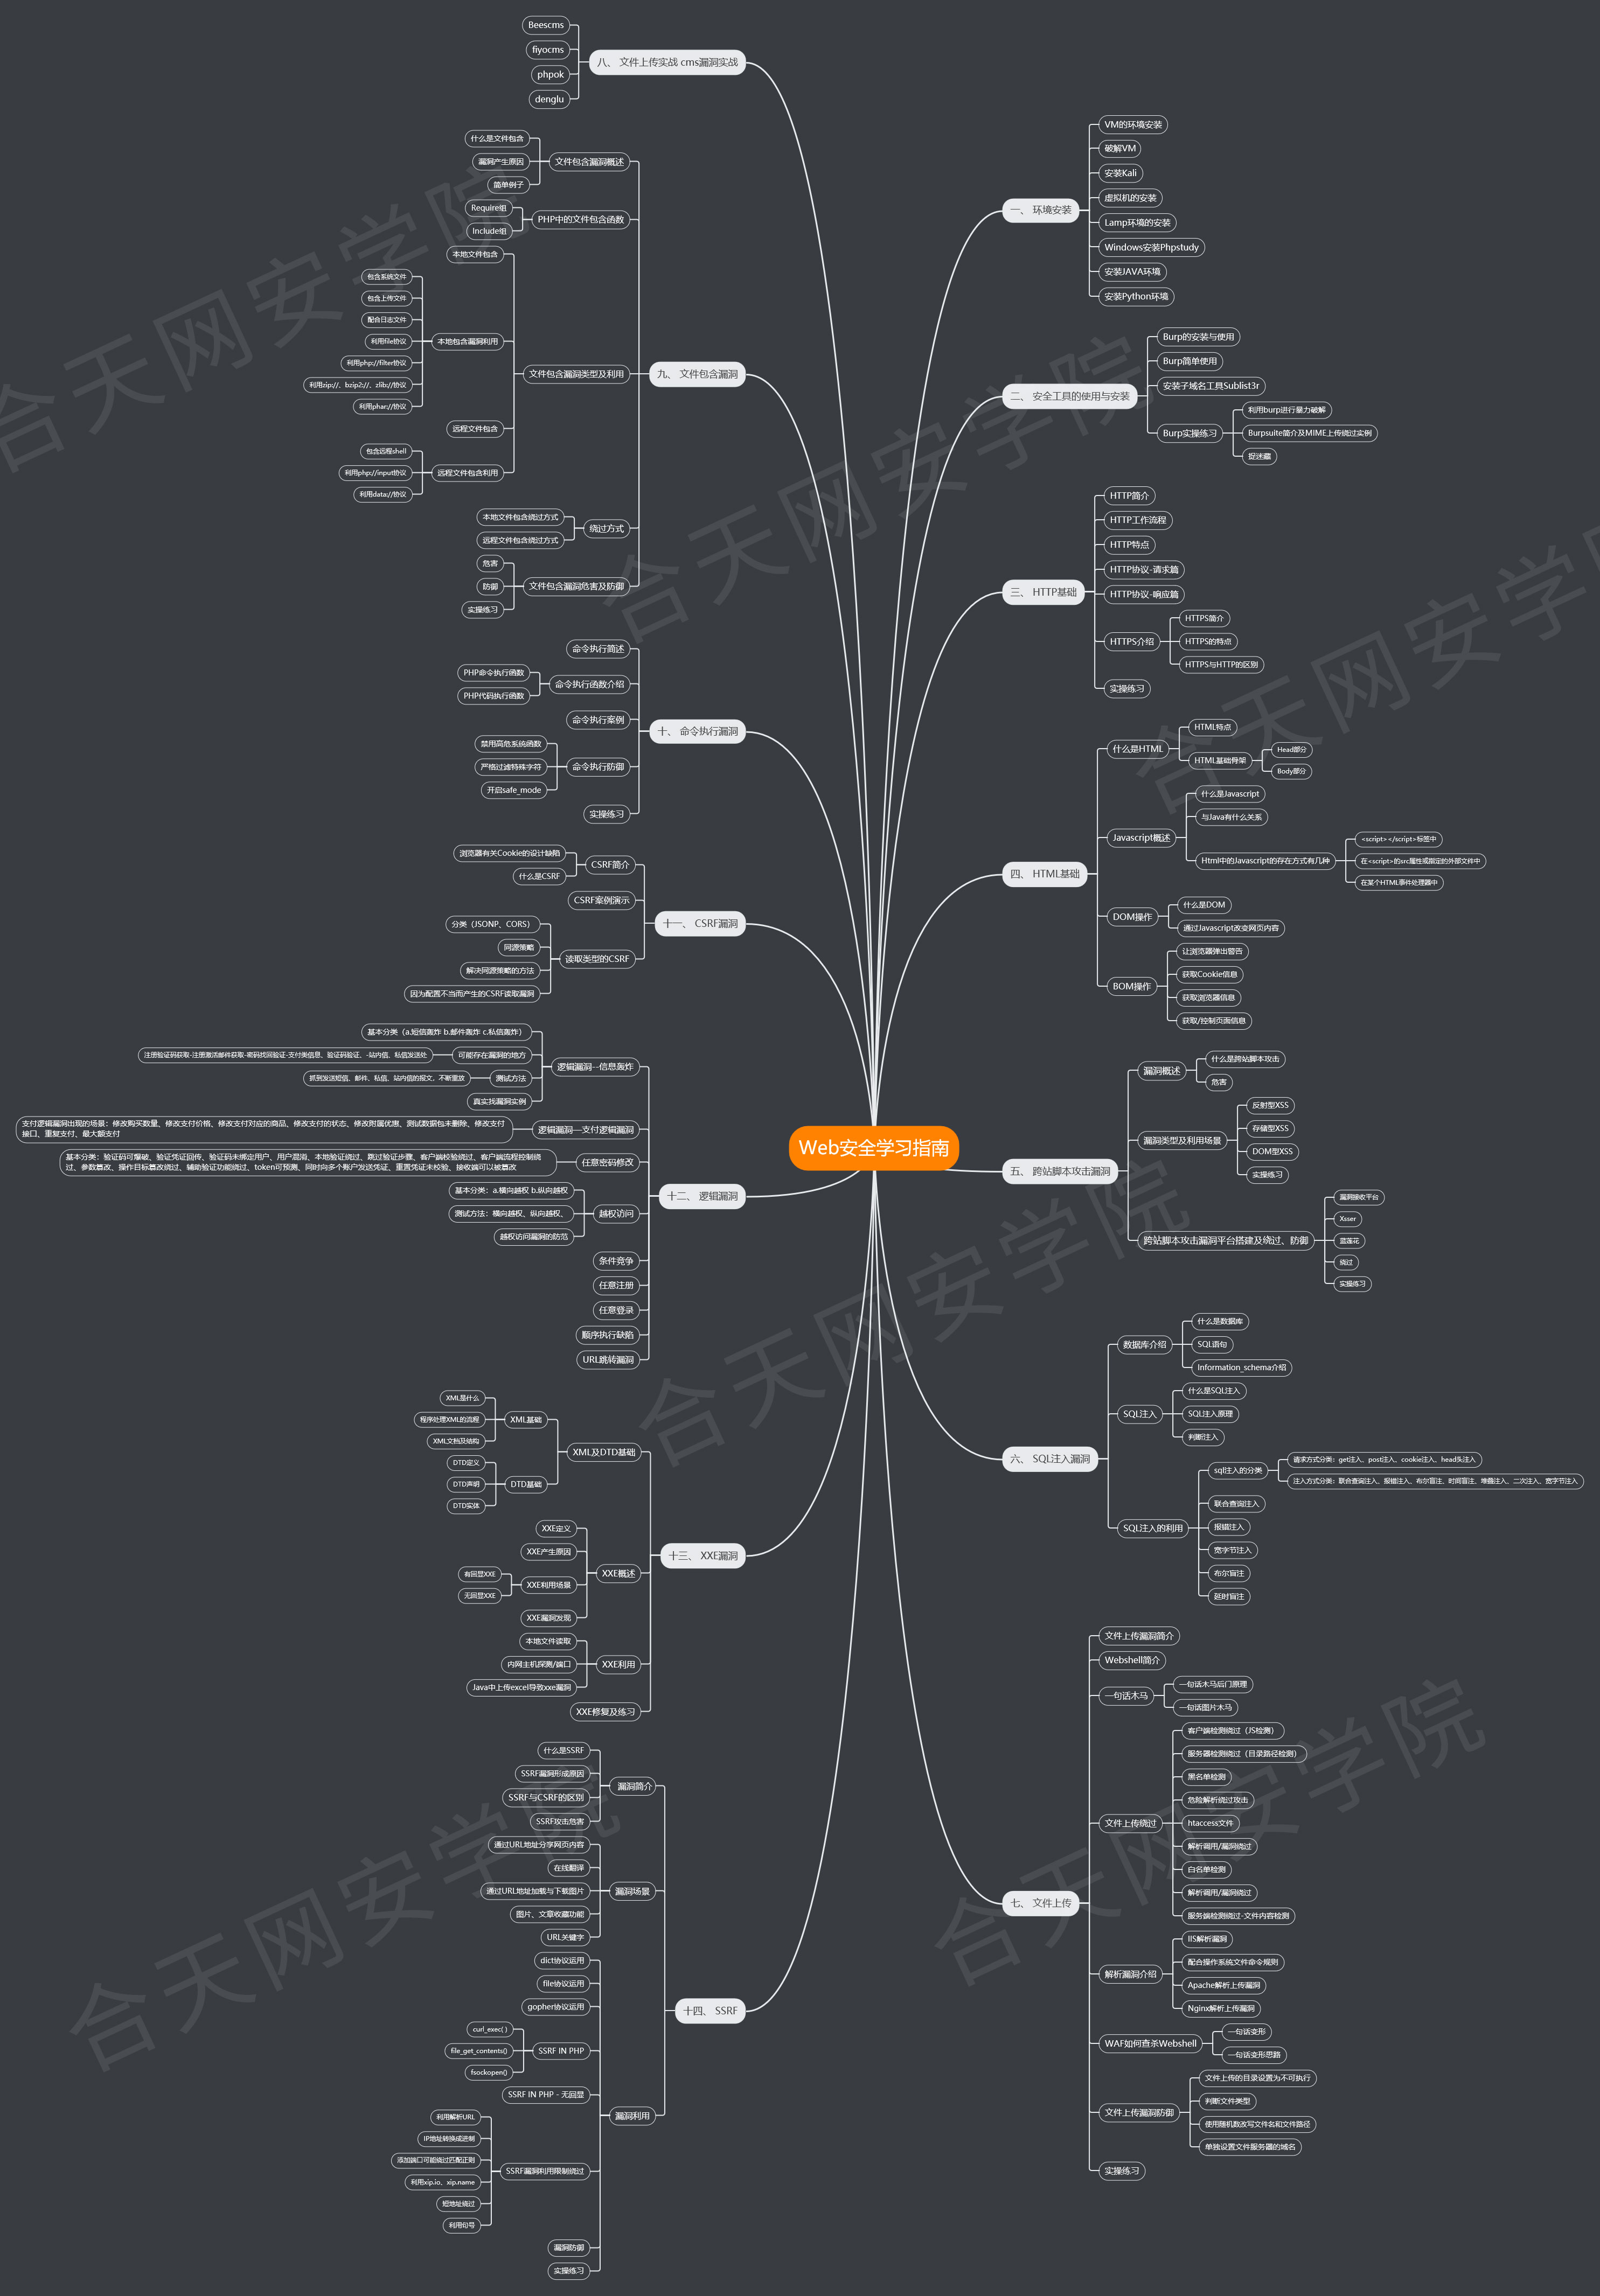 Web安全学习指南
一、 环境安装
VM的环境安装
破解VM
安装Kali
虚拟机的安装
Lamp环境的安装
Windows安装Phpstudy
安装JAVA环境
安装Python环境
二、 安全工具的使用与安装
Burp的安装与使用
Burp简单使用
安装子域名工具Sublist3r
Burp实操练习
利用burp进行暴力破解
Burpsuite简介及MIME上传绕过实例
捉迷藏
三、 HTTP基础
HTTP简介
HTTP工作流程
HTTP特点
HTTP协议-请求篇
HTTP协议-响应篇
HTTPS介绍
HTTPS简介
HTTPS的特点
HTTPS与HTTP的区别
实操练习
四、 HTML基础
什么是HTML
HTML特点
HTML基础骨架
Head部分
Body部分
Javascript概述
什么是Javascript
与Java有什么关系
Html中的Javascript的存在方式有几种
<script></script>标签中
在<script>的src属性或指定的外部文件中
在某个HTML事件处理器中
DOM操作
什么是DOM
通过Javascript改变网页内容
BOM操作
让浏览器弹出警告
获取Cookie信息
获取浏览器信息
获取/控制页面信息
五、 跨站脚本攻击漏洞
漏洞概述
什么是跨站脚本攻击
危害
漏洞类型及利用场景
反射型XSS
存储型XSS
DOM型XSS
实操练习
跨站脚本攻击漏洞平台搭建及绕过、防御
漏洞接收平台
Xsser
蓝莲花
绕过
实操练习
六、 SQL注入漏洞
数据库介绍
什么是数据库
SQL语句
Information_schema介绍
SQL注入
什么是SQL注入
SQL注入原理
判断注入
SQL注入的利用
sql注入的分类
请求方式分类：get注入、post注入、cookie注入、head头注入
注入方式分类：联合查询注入、报错注入、布尔盲注、时间盲注、堆叠注入、二次注入、宽字节注入
联合查询注入
报错注入
宽字节注入
布尔盲注
延时盲注
七、 文件上传
文件上传漏洞简介
Webshell简介
一句话木马
一句话木马后门原理
一句话图片木马
文件上传绕过
客户端检测绕过（JS检测）
服务器检测绕过（目录路径检测）
黑名单检测
危险解析绕过攻击
htaccess文件
解析调用/漏洞绕过
白名单检测
解析调用/漏洞绕过
服务端检测绕过-文件内容检测
解析漏洞介绍
IIS解析漏洞
配合操作系统文件命令规则
Apache解析上传漏洞
Nginx解析上传漏洞
WAF如何查杀Webshell
一句话变形
一句话变形思路
文件上传漏洞防御
文件上传的目录设置为不可执行
判断文件类型
使用随机数改写文件名和文件路径
单独设置文件服务器的域名
实操练习
八、 文件上传实战 cms漏洞实战
Beescms
fiyocms
phpok
denglu
九、 文件包含漏洞
文件包含漏洞概述
什么是文件包含
漏洞产生原因
简单例子
PHP中的文件包含函数
Require组
Include组
文件包含漏洞类型及利用
本地文件包含
本地包含漏洞利用
包含系统文件
包含上传文件
配合日志文件
利用file协议
利用php://filter协议
利用zip://、bzip2://、zlib://协议
利用phar://协议
远程文件包含
远程文件包含利用
包含远程shell
利用php://input协议
利用data://协议
绕过方式
本地文件包含绕过方式
远程文件包含绕过方式
文件包含漏洞危害及防御
危害
防御
实操练习
十、 命令执行漏洞
命令执行简述
命令执行函数介绍
PHP命令执行函数
PHP代码执行函数
命令执行案例
命令执行防御
禁用高危系统函数
严格过滤特殊字符
开启safe_mode
实操练习
十一、 CSRF漏洞
CSRF简介
浏览器有关Cookie的设计缺陷
什么是CSRF
CSRF案例演示
读取类型的CSRF
分类（JSONP、CORS）
同源策略
解决同源策略的方法
因为配置不当而产生的CSRF读取漏洞
十二、 逻辑漏洞
逻辑漏洞--信息轰炸
基本分类（a.短信轰炸 b.邮件轰炸 c.私信轰炸）
可能存在漏洞的地方
注册验证码获取-注册激活邮件获取-密码找回验证-支付类信息、验证码验证、-站内信、私信发送处
测试方法
抓到发送短信、邮件、私信、站内信的报文，不断重放
真实找漏洞实例
逻辑漏洞—支付逻辑漏洞
支付逻辑漏洞出现的场景：修改购买数量、修改支付价格、修改支付对应的商品、修改支付的状态、修改附属优惠、测试数据包未删除、修改支付
接口、重复支付、最大额支付
任意密码修改
基本分类：验证码可爆破、验证凭证回传、验证码未绑定用户、用户混淆、本地验证绕过、跳过验证步骤、客户端校验绕过、客户端流程控制绕
过、参数篡改、操作目标篡改绕过、辅助验证功能绕过、token可预测、同时向多个账户发送凭证、重置凭证未校验、接收端可以被篡改
越权访问
基本分类：a.横向越权 b.纵向越权
测试方法：横向越权、纵向越权、
越权访问漏洞的防范
条件竞争
任意注册
任意登录
顺序执行缺陷
URL跳转漏洞
十三、 XXE漏洞
XML及DTD基础
XML基础
XML是什么
程序处理XML的流程
XML文档及结构
DTD基础
DTD定义
DTD声明
DTD实体
XXE概述
XXE定义
XXE产生原因
XXE利用场景
有回显XXE
无回显XXE
XXE漏洞发现
XXE利用
本地文件读取
内网主机探测/端口
Java中上传excel导致xxe漏洞
XXE修复及练习
十四、 SSRF
漏洞简介
什么是SSRF
SSRF漏洞形成原因
SSRF与CSRF的区别
SSRF攻击危害
漏洞场景
通过URL地址分享网页内容
在线翻译
通过URL地址加载与下载图片
图片、文章收藏功能
URL关键字
漏洞利用
dict协议运用
file协议运用
gopher协议运用
SSRF IN PHP
curl_exec( )
file_get_contents()
fsockopen()
SSRF IN PHP - 无回显
SSRF漏洞利用限制绕过
利用解析URL
IP地址转换成进制
添加端口可能绕过匹配正则
利用xip.io、xip.name
短地址绕过
利用句号
漏洞防御
实操练习
合天网安学院
合天网安学院
合天网安学院
合天网安学院
合天网安学院
合天网安学院